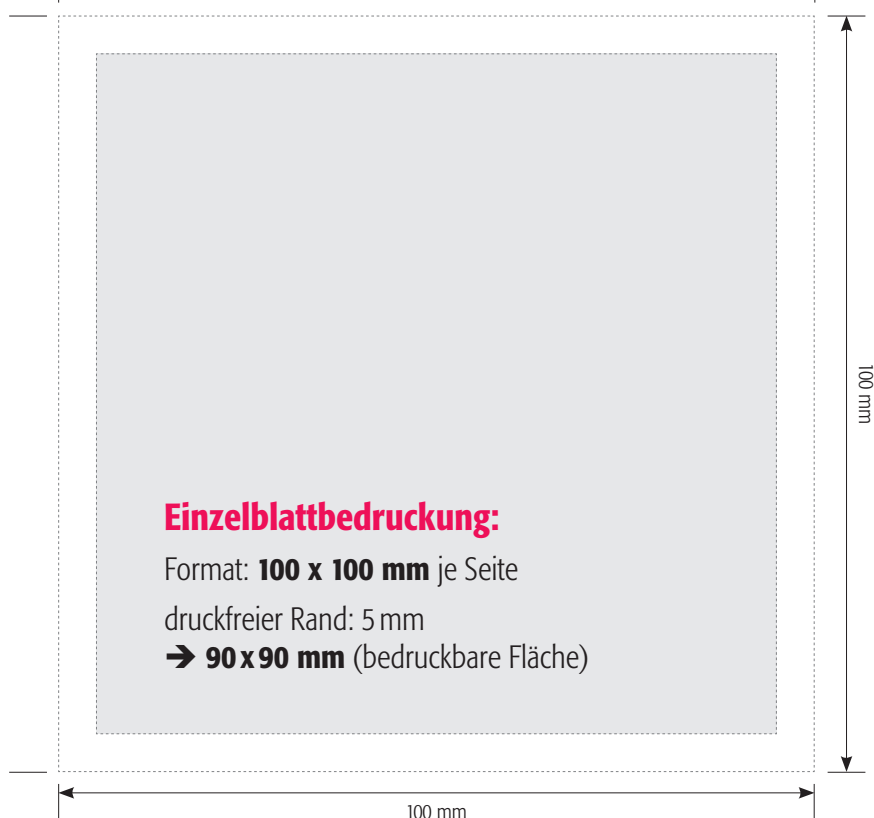 100 mm
Einzelblattbedruckung:
Format: 100 x 100 mm je Seite
druckfreier Rand: 5 mm
➔ 90 x 90 mm (bedruckbare Fläche)
100 mm